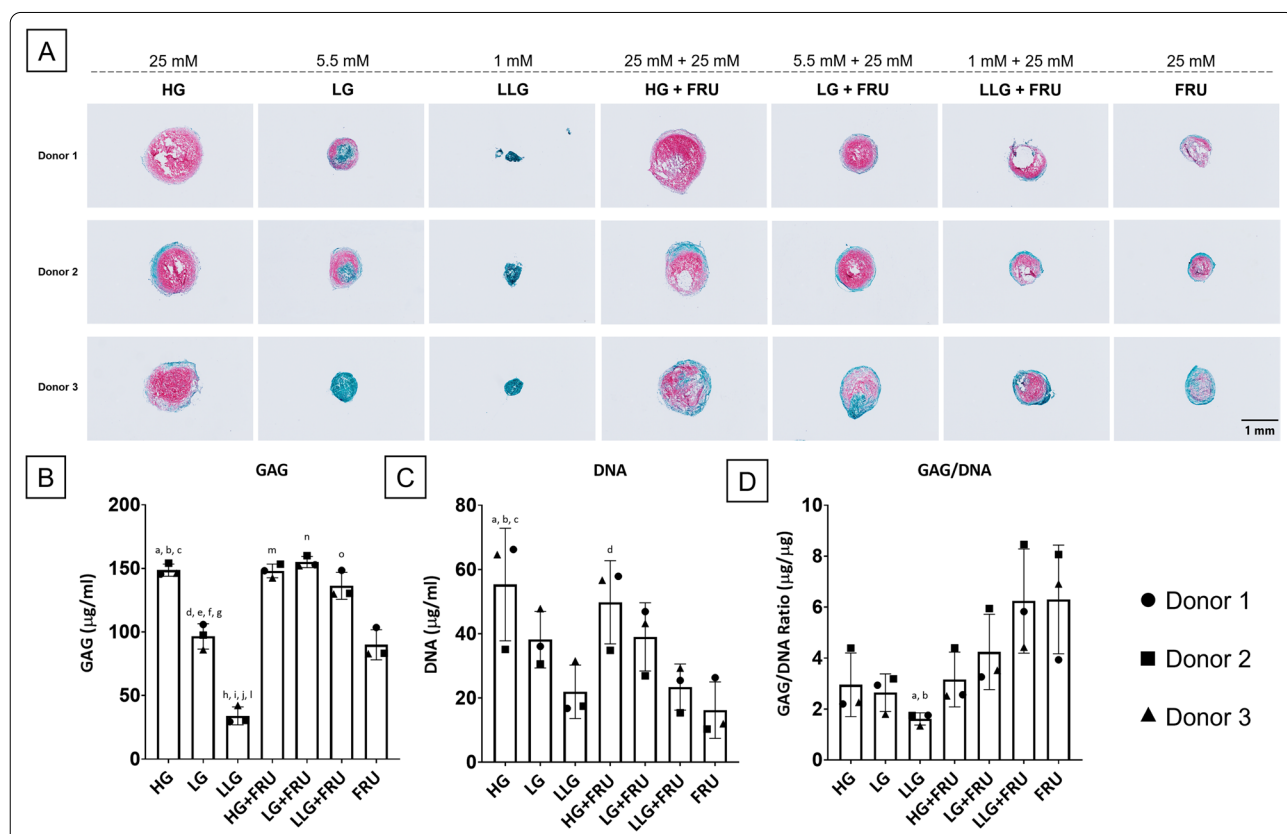 A
25 mM 5.5 mM 1 mM 25 mM + 25 mM 5.5 mM + 25 mM 1 mM + 25 mM 25 mM
HG LG LLG HG + FRU LG + FRU LLG + FRU FRU
Donor 1
Donor 2
Donor 3
1 mm
B
GAG
GAG (µg/ml)
200
150
100
50
0
a, b, c
d, e, f, g
h, i, j, l
m
n
o
HG LG LLG HG+FRU LG+FRU LLG+FRU FRU
C
DNA
DNA (µg/ml)
80
60
40
20
0
a, b, c
d
HG LG LLG HG+FRU LG+FRU LLG+FRU FRU
D
GAG/DNA
GAG/DNA Ratio (µg/µg)
10
8
6
4
2
0
a, b
HG LG LLG HG+FRU LG+FRU LLG+FRU FRU
Donor 1
Donor 2
Donor 3